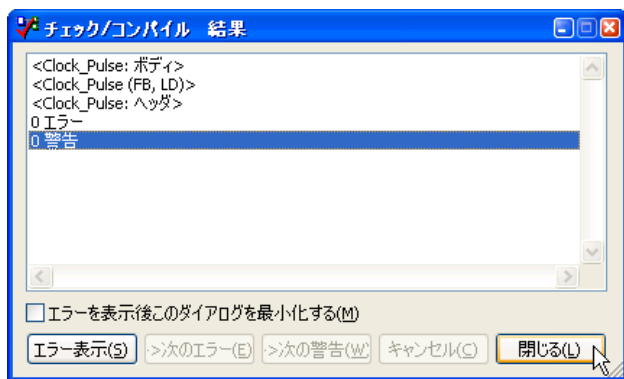 チェック/コンパイル 結果
<Clock_Pulse: ボディ>
<Clock_Pulse (FB, LD)>
<Clock_Pulse: ヘッダ>
0 エラー
0 警告
エラーを表示後このダイアログを最小化する(M)
エラー表示(S) ->次のエラー(E) ->次の警告(W) キャンセル(C) 閉じる(L)